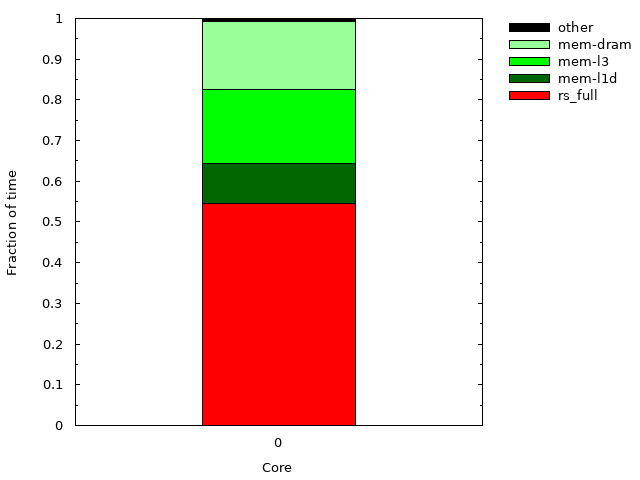 1
0.9
0.8
0.7
0.6
0.5
0.4
0.3
0.2
0.1
0
Fraction of time
0
Core
other
mem-dram
mem-l3
mem-l1d
rs_full